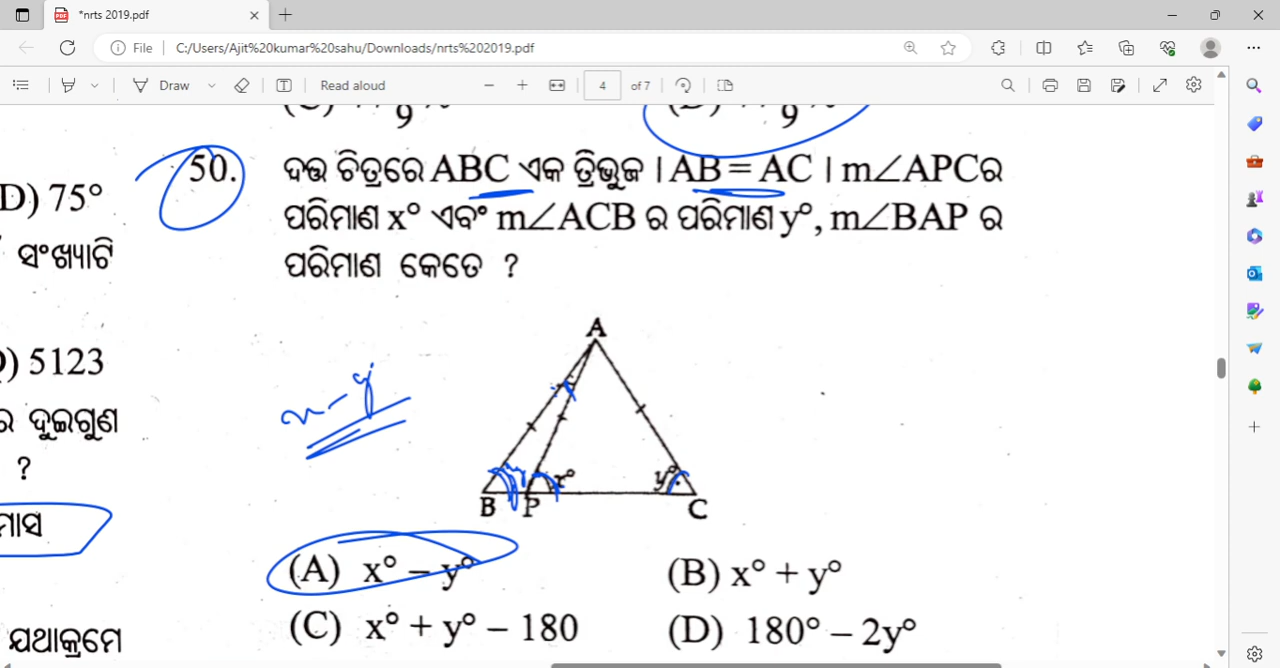 *nrts 2019.pdf
File
C:/Users/Ajit%20kumar%20sahu/Downloads/nrts%202019.pdf
Draw
Read aloud
4
of 7
9
9
D) 75°
ସଂଖ୍ୟାଟି
) 5123
ର ଦୁଇଗୁଣ
?
ମାସ
ଯଥାକ୍ରମେ
50. ଦତ୍ତ ଚିତ୍ରରେ ABC ଏକ ତ୍ରିଭୁଜ । AB = AC । m∠APCର
ପରିମାଣ x° ଏବଂ m∠ACB ର ପରିମାଣ y°, m∠BAP ର
ପରିମାଣ କେତେ ?
A
x - y
x°
y°
B P C
(A) x° – y°
(B) x° + y°
(C) x° + y° – 180
(D) 180° – 2y°